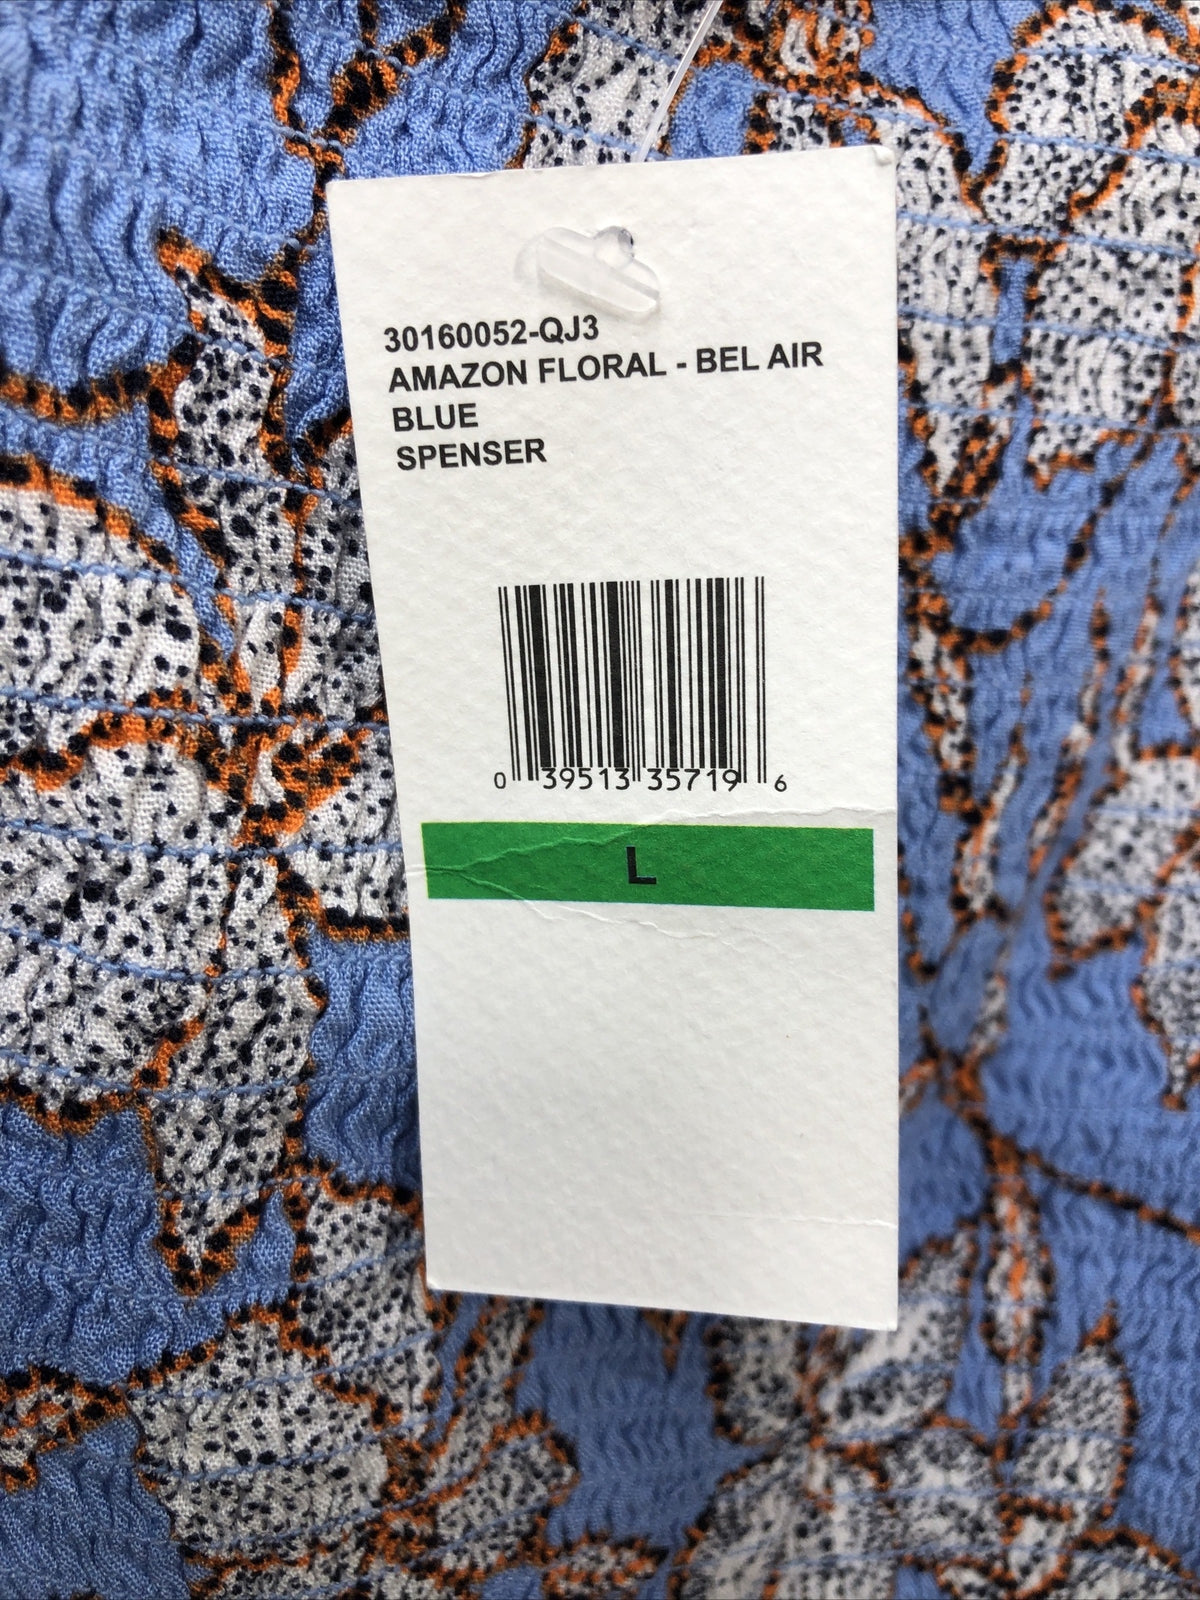 30160052-QJ3
AMAZON FLORAL - BEL AIR
BLUE
SPENSER
0 39513 35719 6
L